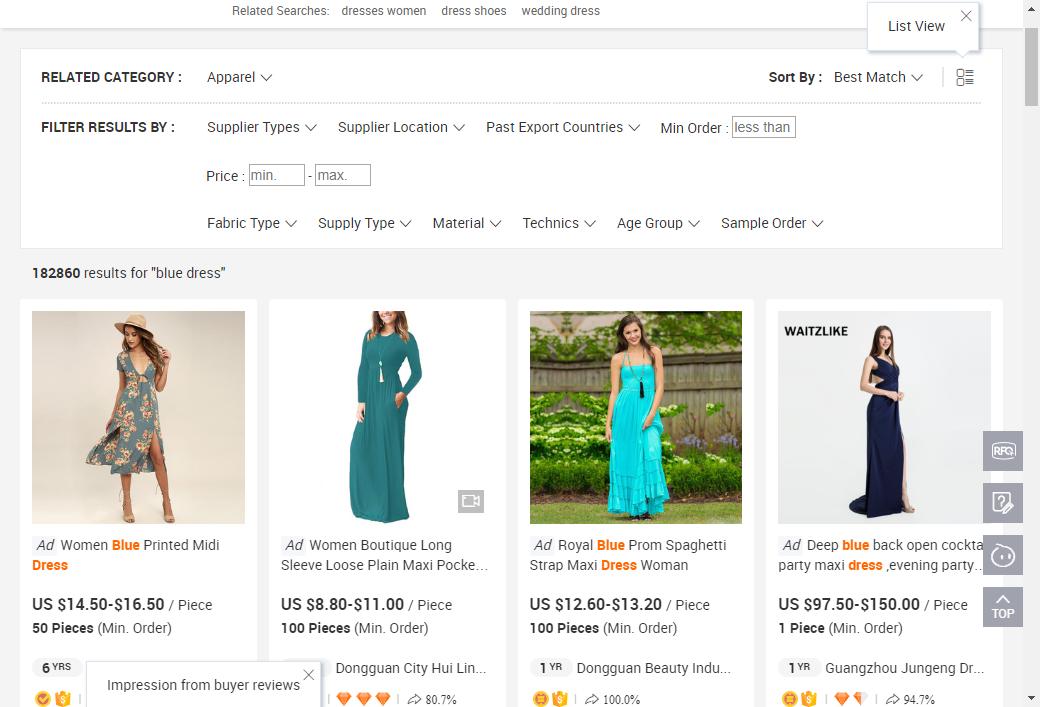 Related Searches: dresses women dress shoes wedding dress
List View
RELATED CATEGORY : Apparel Sort By : Best Match
FILTER RESULTS BY : Supplier Types Supplier Location Past Export Countries Min Order : less than
Price : min. - max.
Fabric Type Supply Type Material Technics Age Group Sample Order
182860 results for "blue dress"
WAITZLIKE
RFQ
Ad Women Blue Printed Midi
Dress
US $14.50-$16.50 / Piece
50 Pieces (Min. Order)
6 YRS
Ad Women Boutique Long
Sleeve Loose Plain Maxi Pocke...
US $8.80-$11.00 / Piece
100 Pieces (Min. Order)
Dongguan City Hui Lin...
80.7%
Ad Royal Blue Prom Spaghetti
Strap Maxi Dress Woman
US $12.60-$13.20 / Piece
100 Pieces (Min. Order)
1 YR Dongguan Beauty Indu...
100.0%
Ad Deep blue back open cockta
party maxi dress ,evening party...
US $97.50-$150.00 / Piece
1 Piece (Min. Order)
1 YR Guangzhou Jungeng Dr...
94.7%
TOP
Impression from buyer reviews